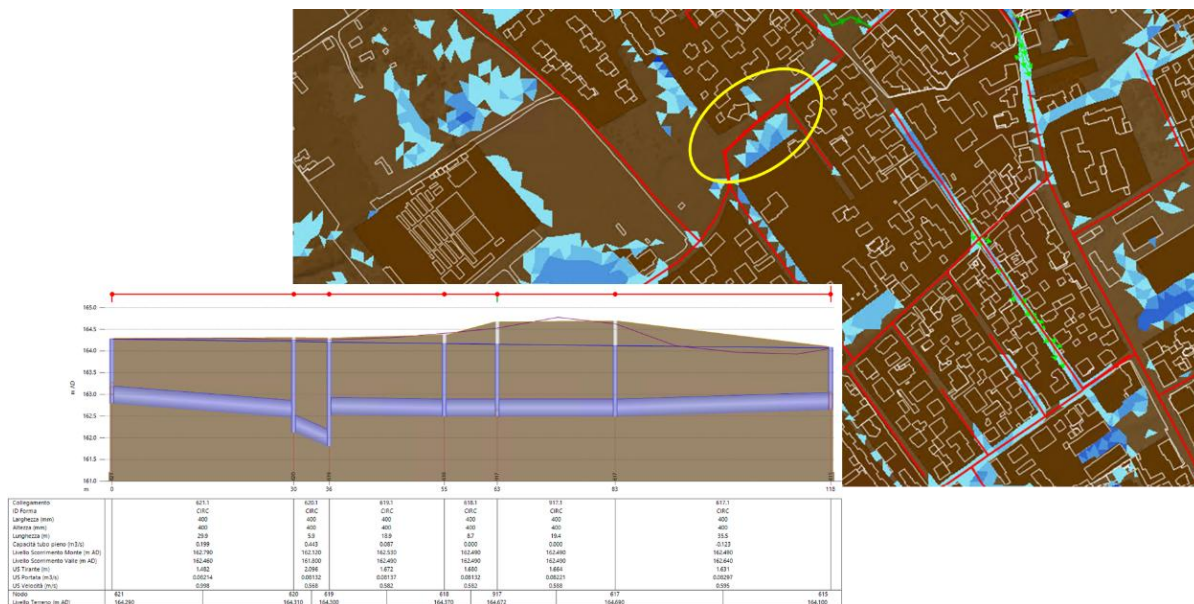 165.0
164.5
164.0
163.5
163.0
162.5
162.0
161.5
161.0
m AD
m 0 30 36 55 63 83 118
Collegamento 621.1 620.1 619.1 618.1 917.1 617.1
ID Forma CIRC CIRC CIRC CIRC CIRC CIRC
Larghezza (mm) 400 400 400 400 400 400
Altezza (mm) 400 400 400 400 400 400
Lunghezza (m) 29.9 5.9 18.9 8.7 19.4 35.5
Capacità tubo pieno (m3/s) 0.199 0.443 0.087 0.000 0.000 -0.123
Livello Scorrimento Monte (m AD) 162.790 162.120 162.530 162.490 162.490 162.490
Livello Scorrimento Valle (m AD) 162.460 161.800 162.490 162.490 162.490 162.640
US Tirante (m) 1.482 2.096 1.672 1.680 1.664 1.631
US Portata (m3/s) 0.08214 0.08132 0.08137 0.08132 0.08221 0.08297
US Velocità (m/s) 0.998 0.568 0.582 0.582 0.588 0.595
Nodo 621 620 619 618 917 617 615
Livello Terreno (m AD) 164.290 164.310 164.300 164.370 164.672 164.690 164.100